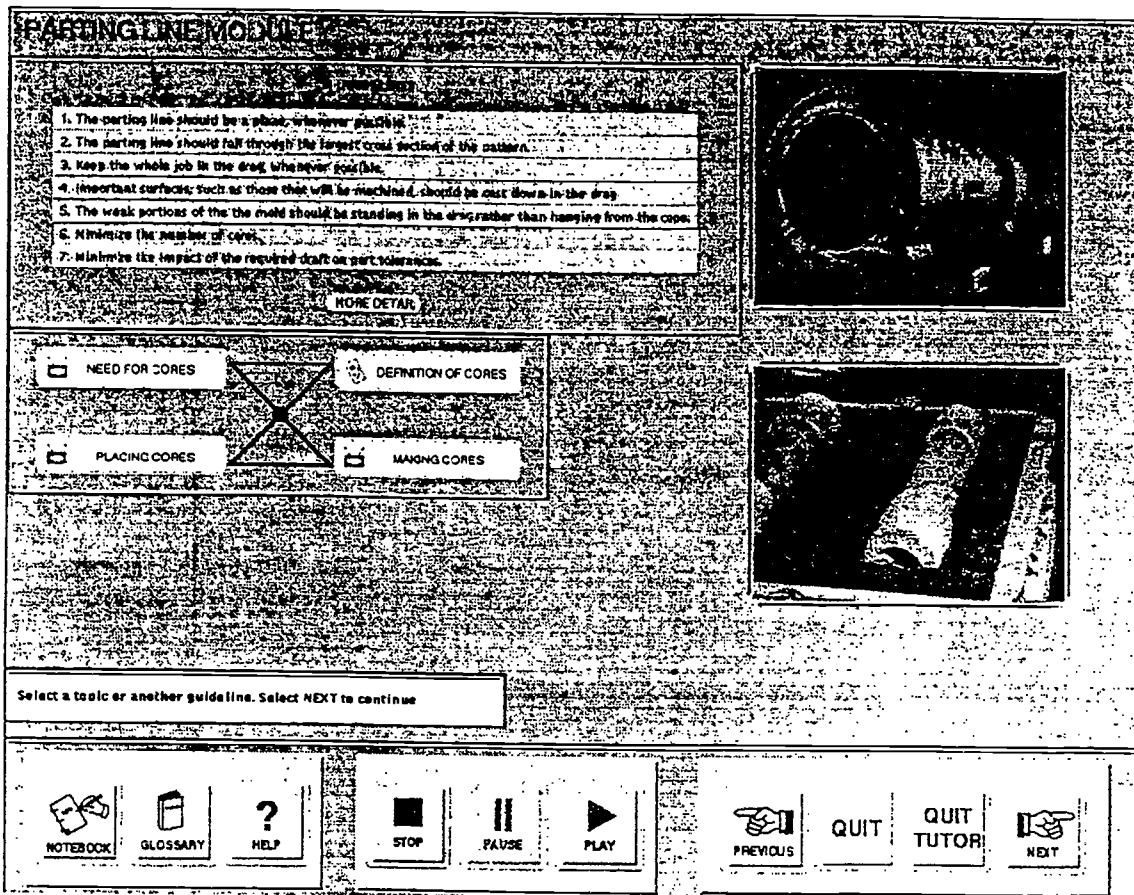 PARTING LINE MODULE
1. The parting line should be a plane, whenever possible.
2. The parting line should fall through the largest cross section of the pattern.
3. Keep the whole job in the drag, whenever possible.
4. Important surfaces, such as those that will be machined, should be cast down in the drag
5. The weak portions of the the mold should be standing in the drag rather than hanging from the cope.
6. Minimize the number of cores.
7. Minimize the impact of the required draft on part tolerances.
MORE DETAIL
NEED FOR CORES
DEFINITION OF CORES
PLACING CORES
MAKING CORES
Select a topic or another guideline. Select NEXT to continue
NOTEBOOK
GLOSSARY
?
HELP
STOP
PAUSE
PLAY
PREVIOUS
QUIT
QUIT
TUTOR
NEXT